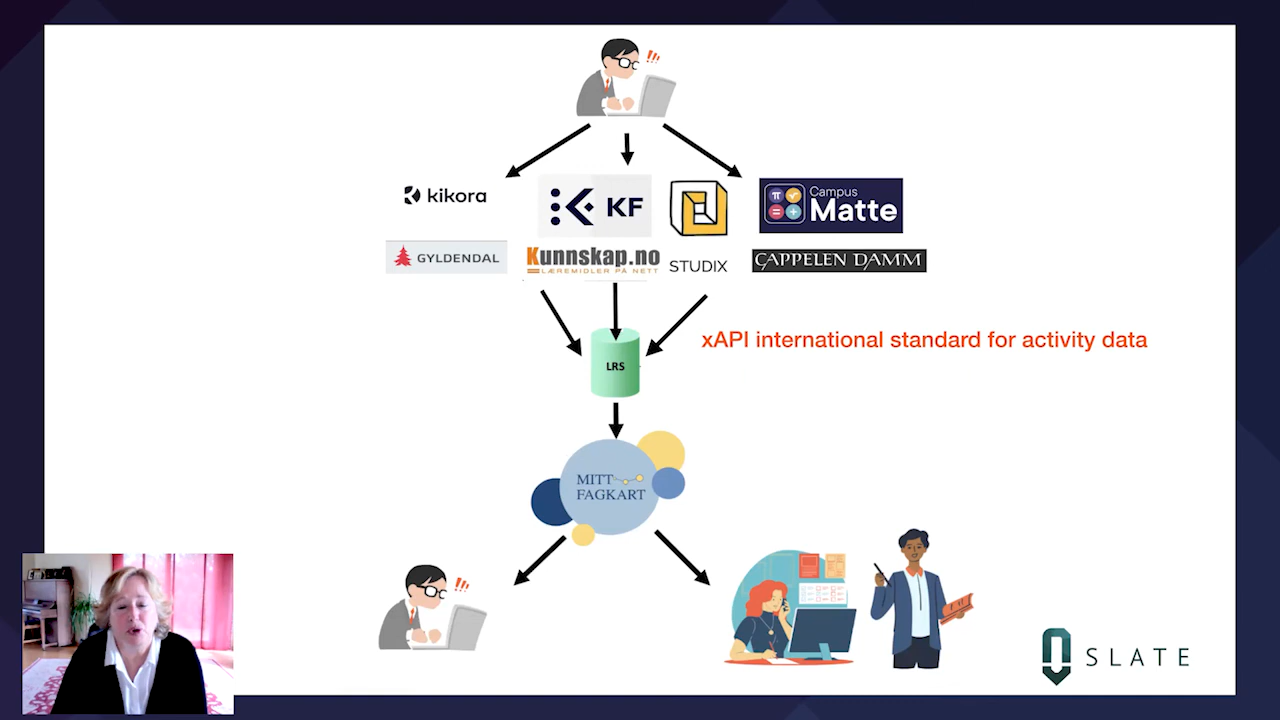 kikora
KF
Campus
Matte
GYLDENDAL
Kunnskap.no
LÆREMIDLER PÅ NETT
STUDIX
CAPPELEN DAMM
xAPI international standard for activity data
LRS
MITT
FAGKART
SLATE